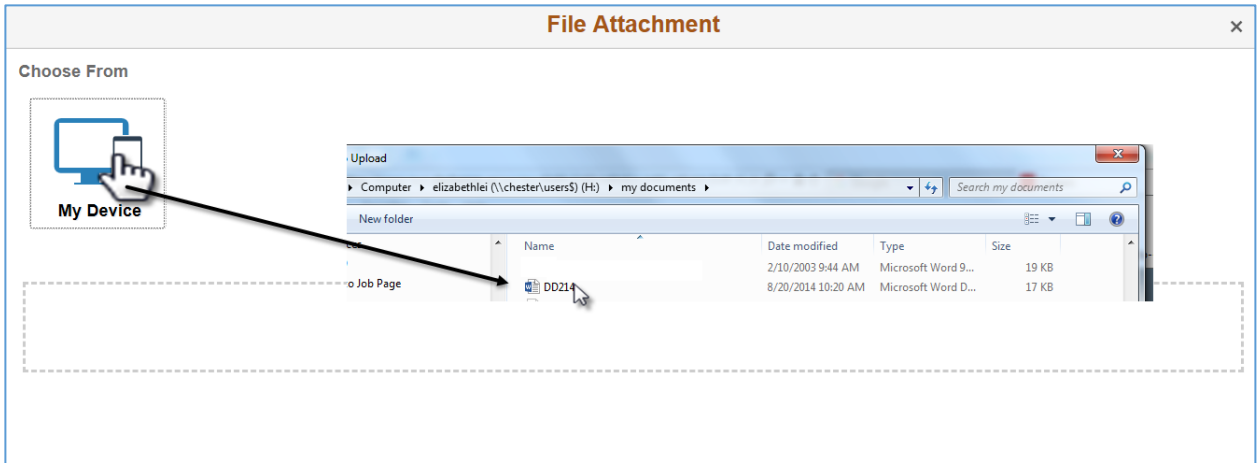 File Attachment
×
Choose From
My Device
Upload
Computer ▸ elizabethlei (\\chester\users$) (H:) ▸ my documents ▸
Search my documents
New folder
Name Date modified Type Size
2/10/2003 9:44 AM Microsoft Word 9... 19 KB
o Job Page
DD214 8/20/2014 10:20 AM Microsoft Word D... 17 KB